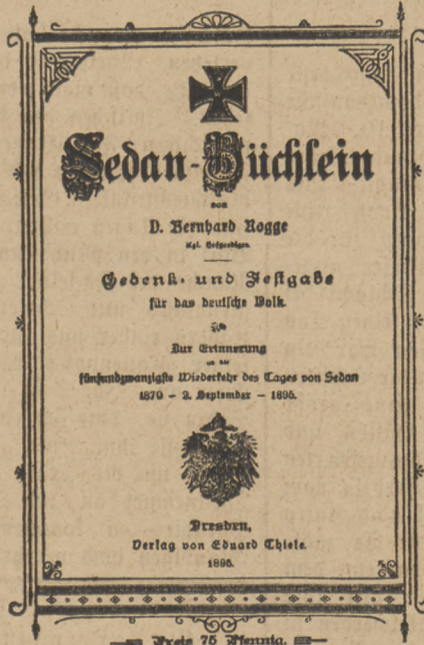 Sedan-Büchlein
von
D. Bernhard Rogge
Kgl. Hofprediger.
Gedenk- und Festgabe
für das deutsche Volk.
Zur Erinnerung
an die
fünfundzwanzigste Wiederkehr des Tages von Sedan
1870 – 2. September – 1895.
Dresden,
Verlag von Eduard Thiele.
1895.
Preis 75 Pfennig.